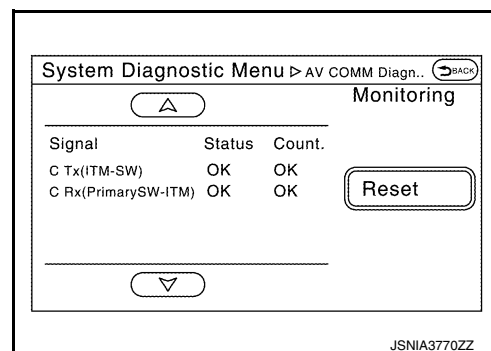 System Diagnostic Menu ▷ AV COMM Diagn.. BACK
Monitoring
Signal Status Count.
C Tx(ITM-SW) OK OK
C Rx(PrimarySW-ITM) OK OK
Reset
JSNIA3770ZZ